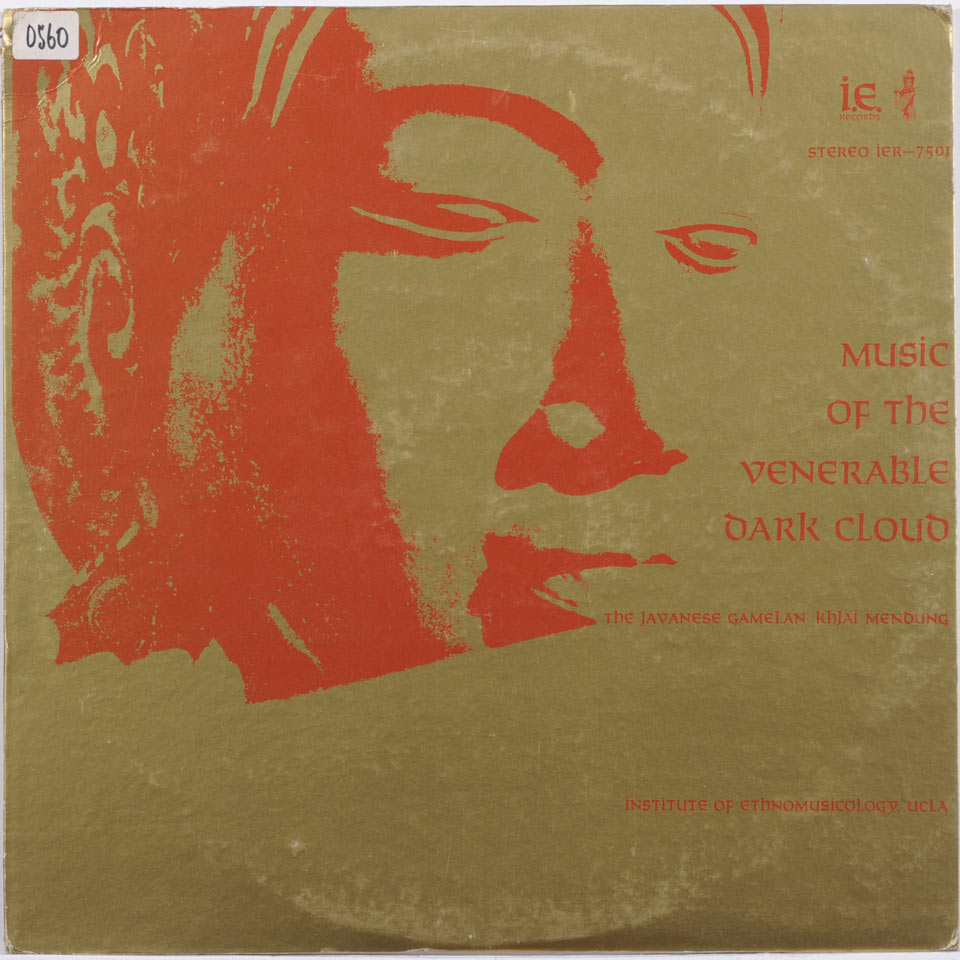 0560
i.e.
RECORDS
STEREO iER-7501
MUSiC
OF THE
VENERABLE
DARK CLOUD
THE JAVANESE GAMELAN KHJAI MENDUNG
INSTITUTE OF ETHNOMUSICOLOGY, UCLA